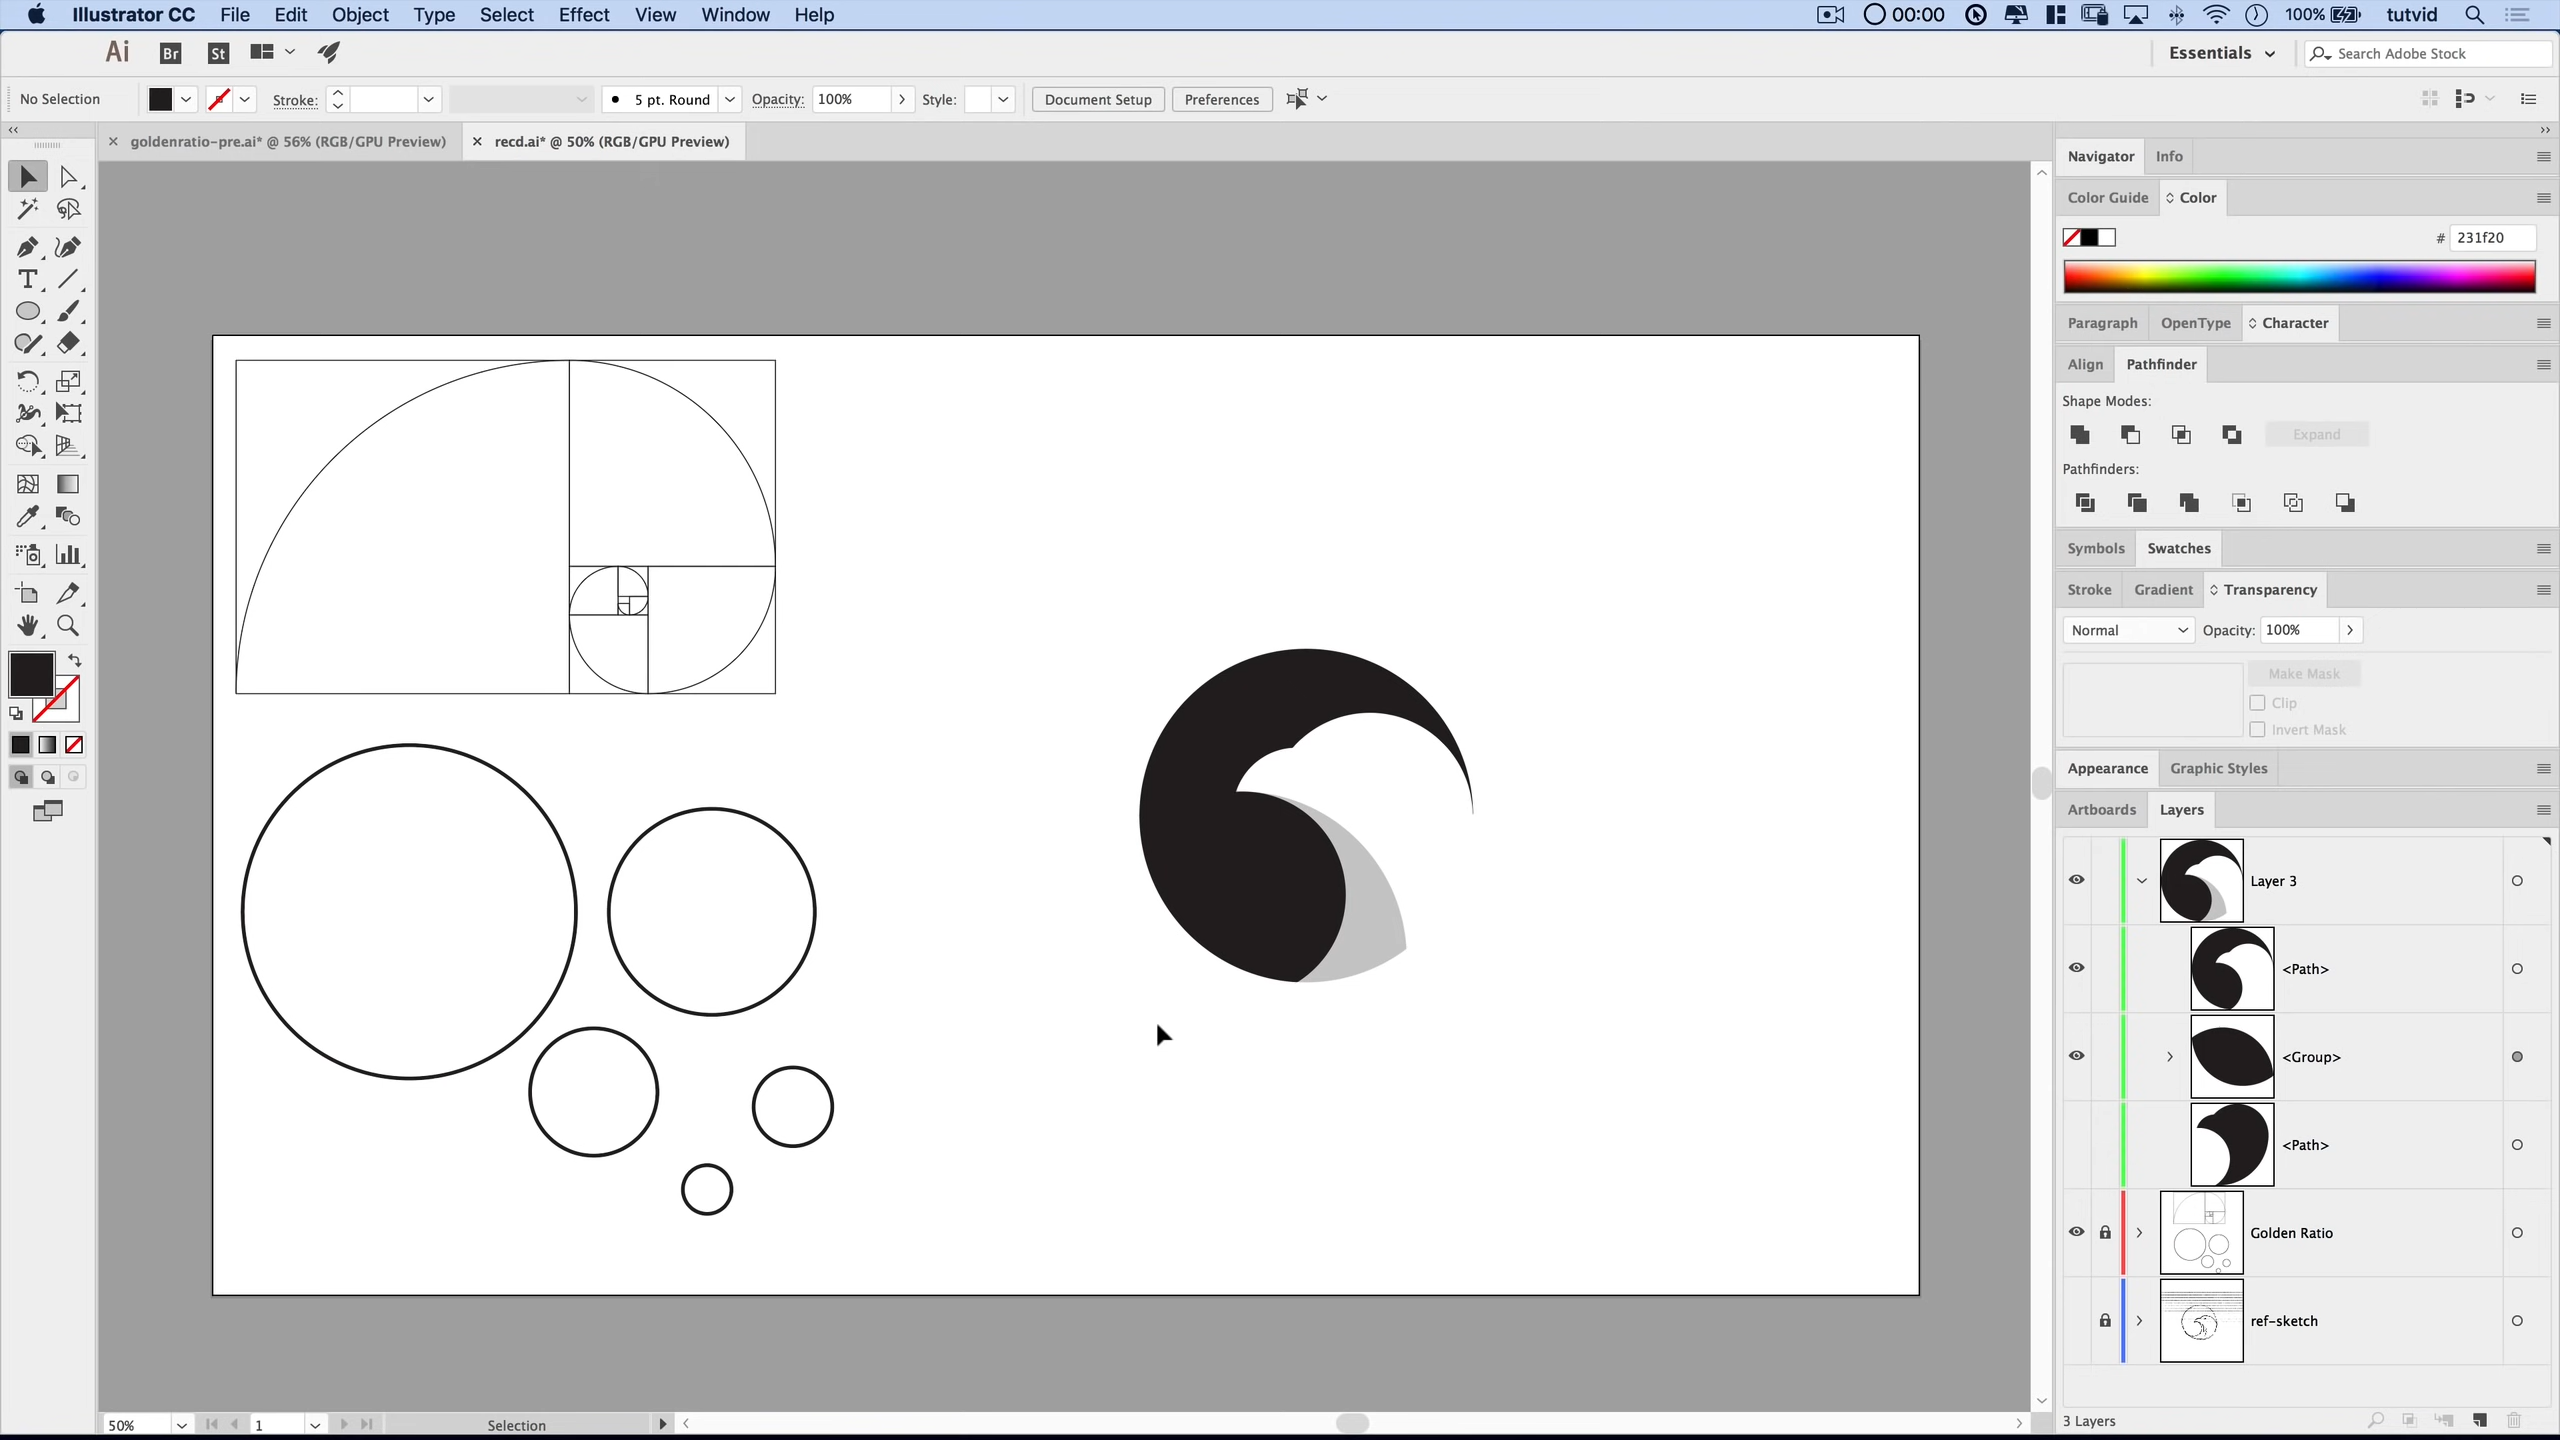 Illustrator CC File Edit Object Type Select Effect View Window Help 00:00 100% tutvid
Ai Br St Essentials Search Adobe Stock
No Selection Stroke: 5 pt. Round Opacity: 100% Style: Document Setup Preferences
goldenratio-pre.ai* @ 56% (RGB/GPU Preview) recd.ai* @ 50% (RGB/GPU Preview)
Navigator Info
Color Guide Color
# 231f20
Paragraph OpenType Character
Align Pathfinder
Shape Modes:
Expand
Pathfinders:
Symbols Swatches
Stroke Gradient Transparency
Normal Opacity: 100%
Make Mask
Clip
Invert Mask
Appearance Graphic Styles
Artboards Layers
Layer 3
<Path>
<Group>
<Path>
Golden Ratio
ref-sketch
3 Layers
50% 1 Selection